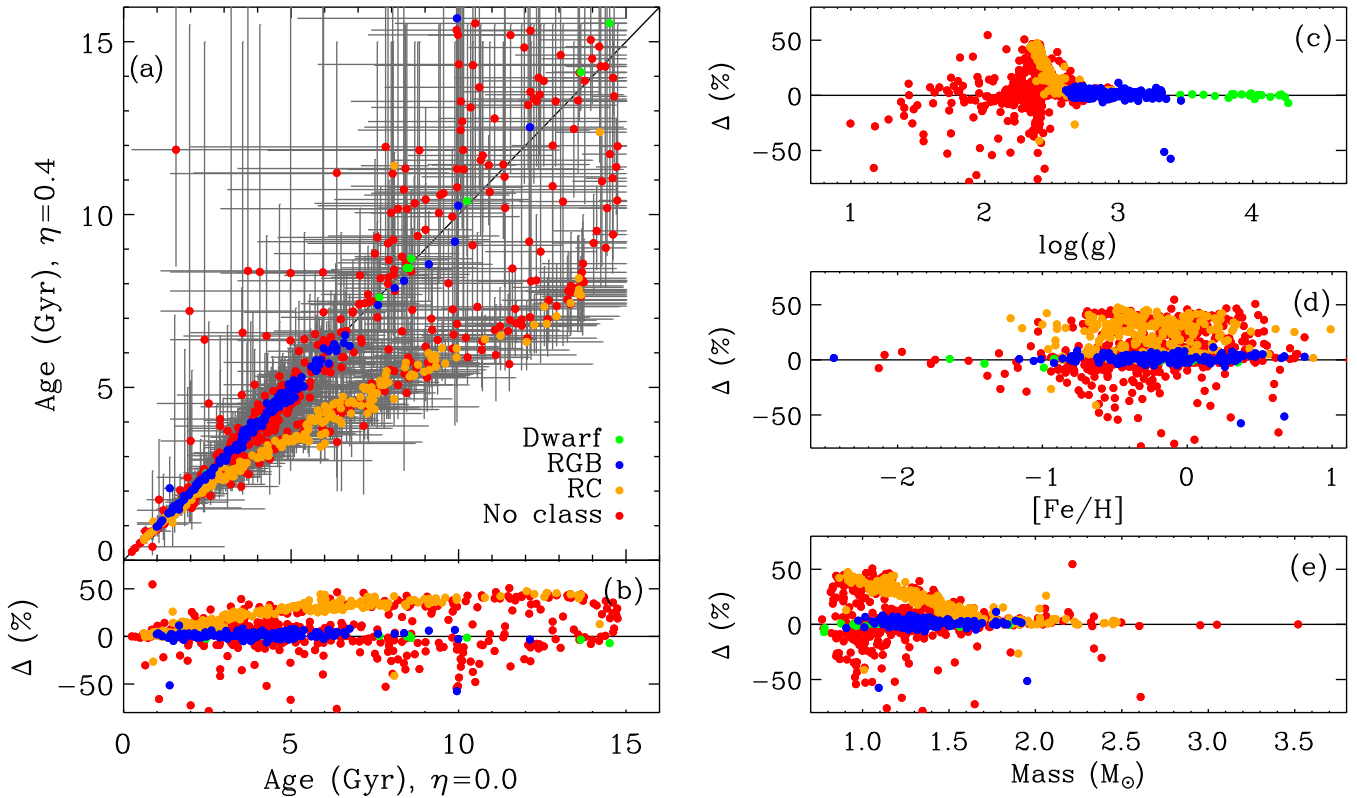 (a)
15
10
5
0
Age (Gyr), η=0.4
Dwarf
RGB
RC
No class
(b)
50
0
−50
Δ (%)
0 5 10 15
Age (Gyr), η=0.0
(c)
50
0
−50
Δ (%)
1 2 3 4
log(g)
(d)
50
0
−50
Δ (%)
−2 −1 0 1
[Fe/H]
(e)
50
0
−50
Δ (%)
1.0 1.5 2.0 2.5 3.0 3.5
Mass (M⊙)